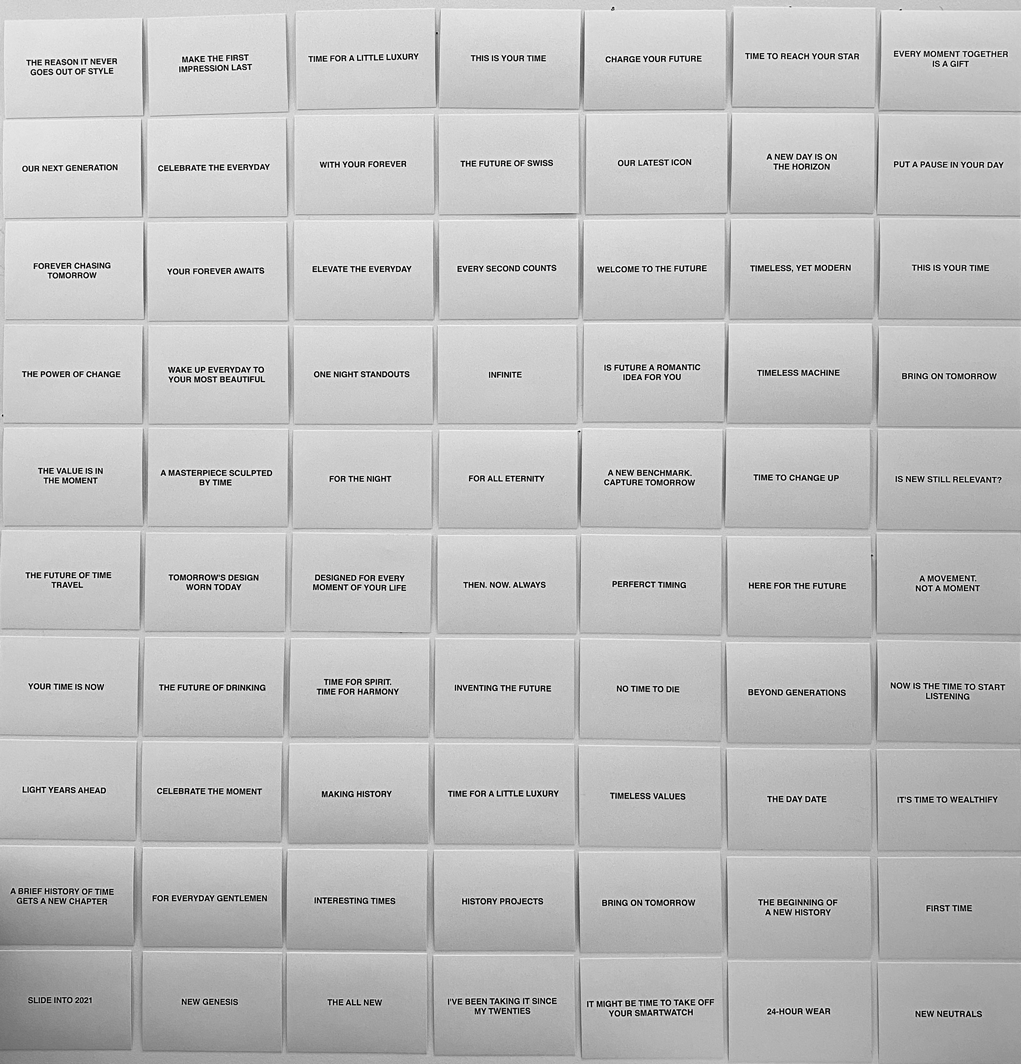 THE REASON IT NEVER
GOES OUT OF STYLE
MAKE THE FIRST
IMPRESSION LAST
TIME FOR A LITTLE LUXURY
THIS IS YOUR TIME
CHARGE YOUR FUTURE
TIME TO REACH YOUR STAR
EVERY MOMENT TOGETHER
IS A GIFT
OUR NEXT GENERATION
CELEBRATE THE EVERYDAY
WITH YOUR FOREVER
THE FUTURE OF SWISS
OUR LATEST ICON
A NEW DAY IS ON
THE HORIZON
PUT A PAUSE IN YOUR DAY
FOREVER CHASING
TOMORROW
YOUR FOREVER AWAITS
ELEVATE THE EVERYDAY
EVERY SECOND COUNTS
WELCOME TO THE FUTURE
TIMELESS, YET MODERN
THIS IS YOUR TIME
THE POWER OF CHANGE
WAKE UP EVERYDAY TO
YOUR MOST BEAUTIFUL
ONE NIGHT STANDOUTS
INFINITE
IS FUTURE A ROMANTIC
IDEA FOR YOU
TIMELESS MACHINE
BRING ON TOMORROW
THE VALUE IS IN
THE MOMENT
A MASTERPIECE SCULPTED
BY TIME
FOR THE NIGHT
FOR ALL ETERNITY
A NEW BENCHMARK.
CAPTURE TOMORROW
TIME TO CHANGE UP
IS NEW STILL RELEVANT?
THE FUTURE OF TIME
TRAVEL
TOMORROW'S DESIGN
WORN TODAY
DESIGNED FOR EVERY
MOMENT OF YOUR LIFE
THEN. NOW. ALWAYS
PERFERCT TIMING
HERE FOR THE FUTURE
A MOVEMENT.
NOT A MOMENT
YOUR TIME IS NOW
THE FUTURE OF DRINKING
TIME FOR SPIRIT.
TIME FOR HARMONY
INVENTING THE FUTURE
NO TIME TO DIE
BEYOND GENERATIONS
NOW IS THE TIME TO START
LISTENING
LIGHT YEARS AHEAD
CELEBRATE THE MOMENT
MAKING HISTORY
TIME FOR A LITTLE LUXURY
TIMELESS VALUES
THE DAY DATE
IT'S TIME TO WEALTHIFY
A BRIEF HISTORY OF TIME
GETS A NEW CHAPTER
FOR EVERYDAY GENTLEMEN
INTERESTING TIMES
HISTORY PROJECTS
BRING ON TOMORROW
THE BEGINNING OF
A NEW HISTORY
FIRST TIME
SLIDE INTO 2021
NEW GENESIS
THE ALL NEW
I'VE BEEN TAKING IT SINCE
MY TWENTIES
IT MIGHT BE TIME TO TAKE OFF
YOUR SMARTWATCH
24-HOUR WEAR
NEW NEUTRALS